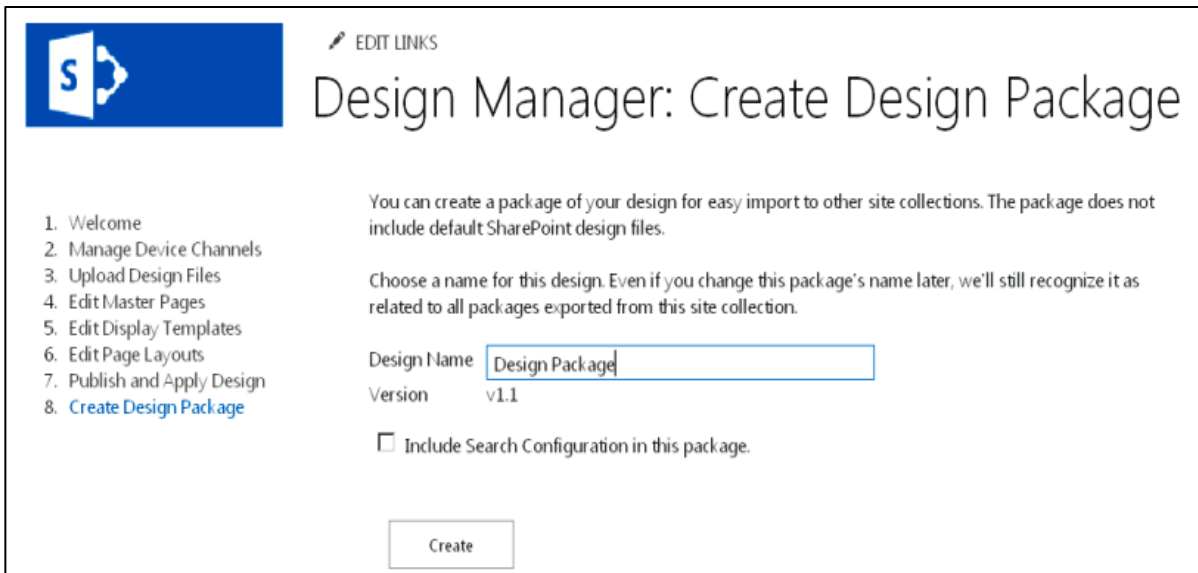 S
EDIT LINKS
Design Manager: Create Design Package
1. Welcome
2. Manage Device Channels
3. Upload Design Files
4. Edit Master Pages
5. Edit Display Templates
6. Edit Page Layouts
7. Publish and Apply Design
8. Create Design Package
You can create a package of your design for easy import to other site collections. The package does not
include default SharePoint design files.
Choose a name for this design. Even if you change this package's name later, we'll still recognize it as
related to all packages exported from this site collection.
Design Name Design Package
Version v1.1
Include Search Configuration in this package.
Create